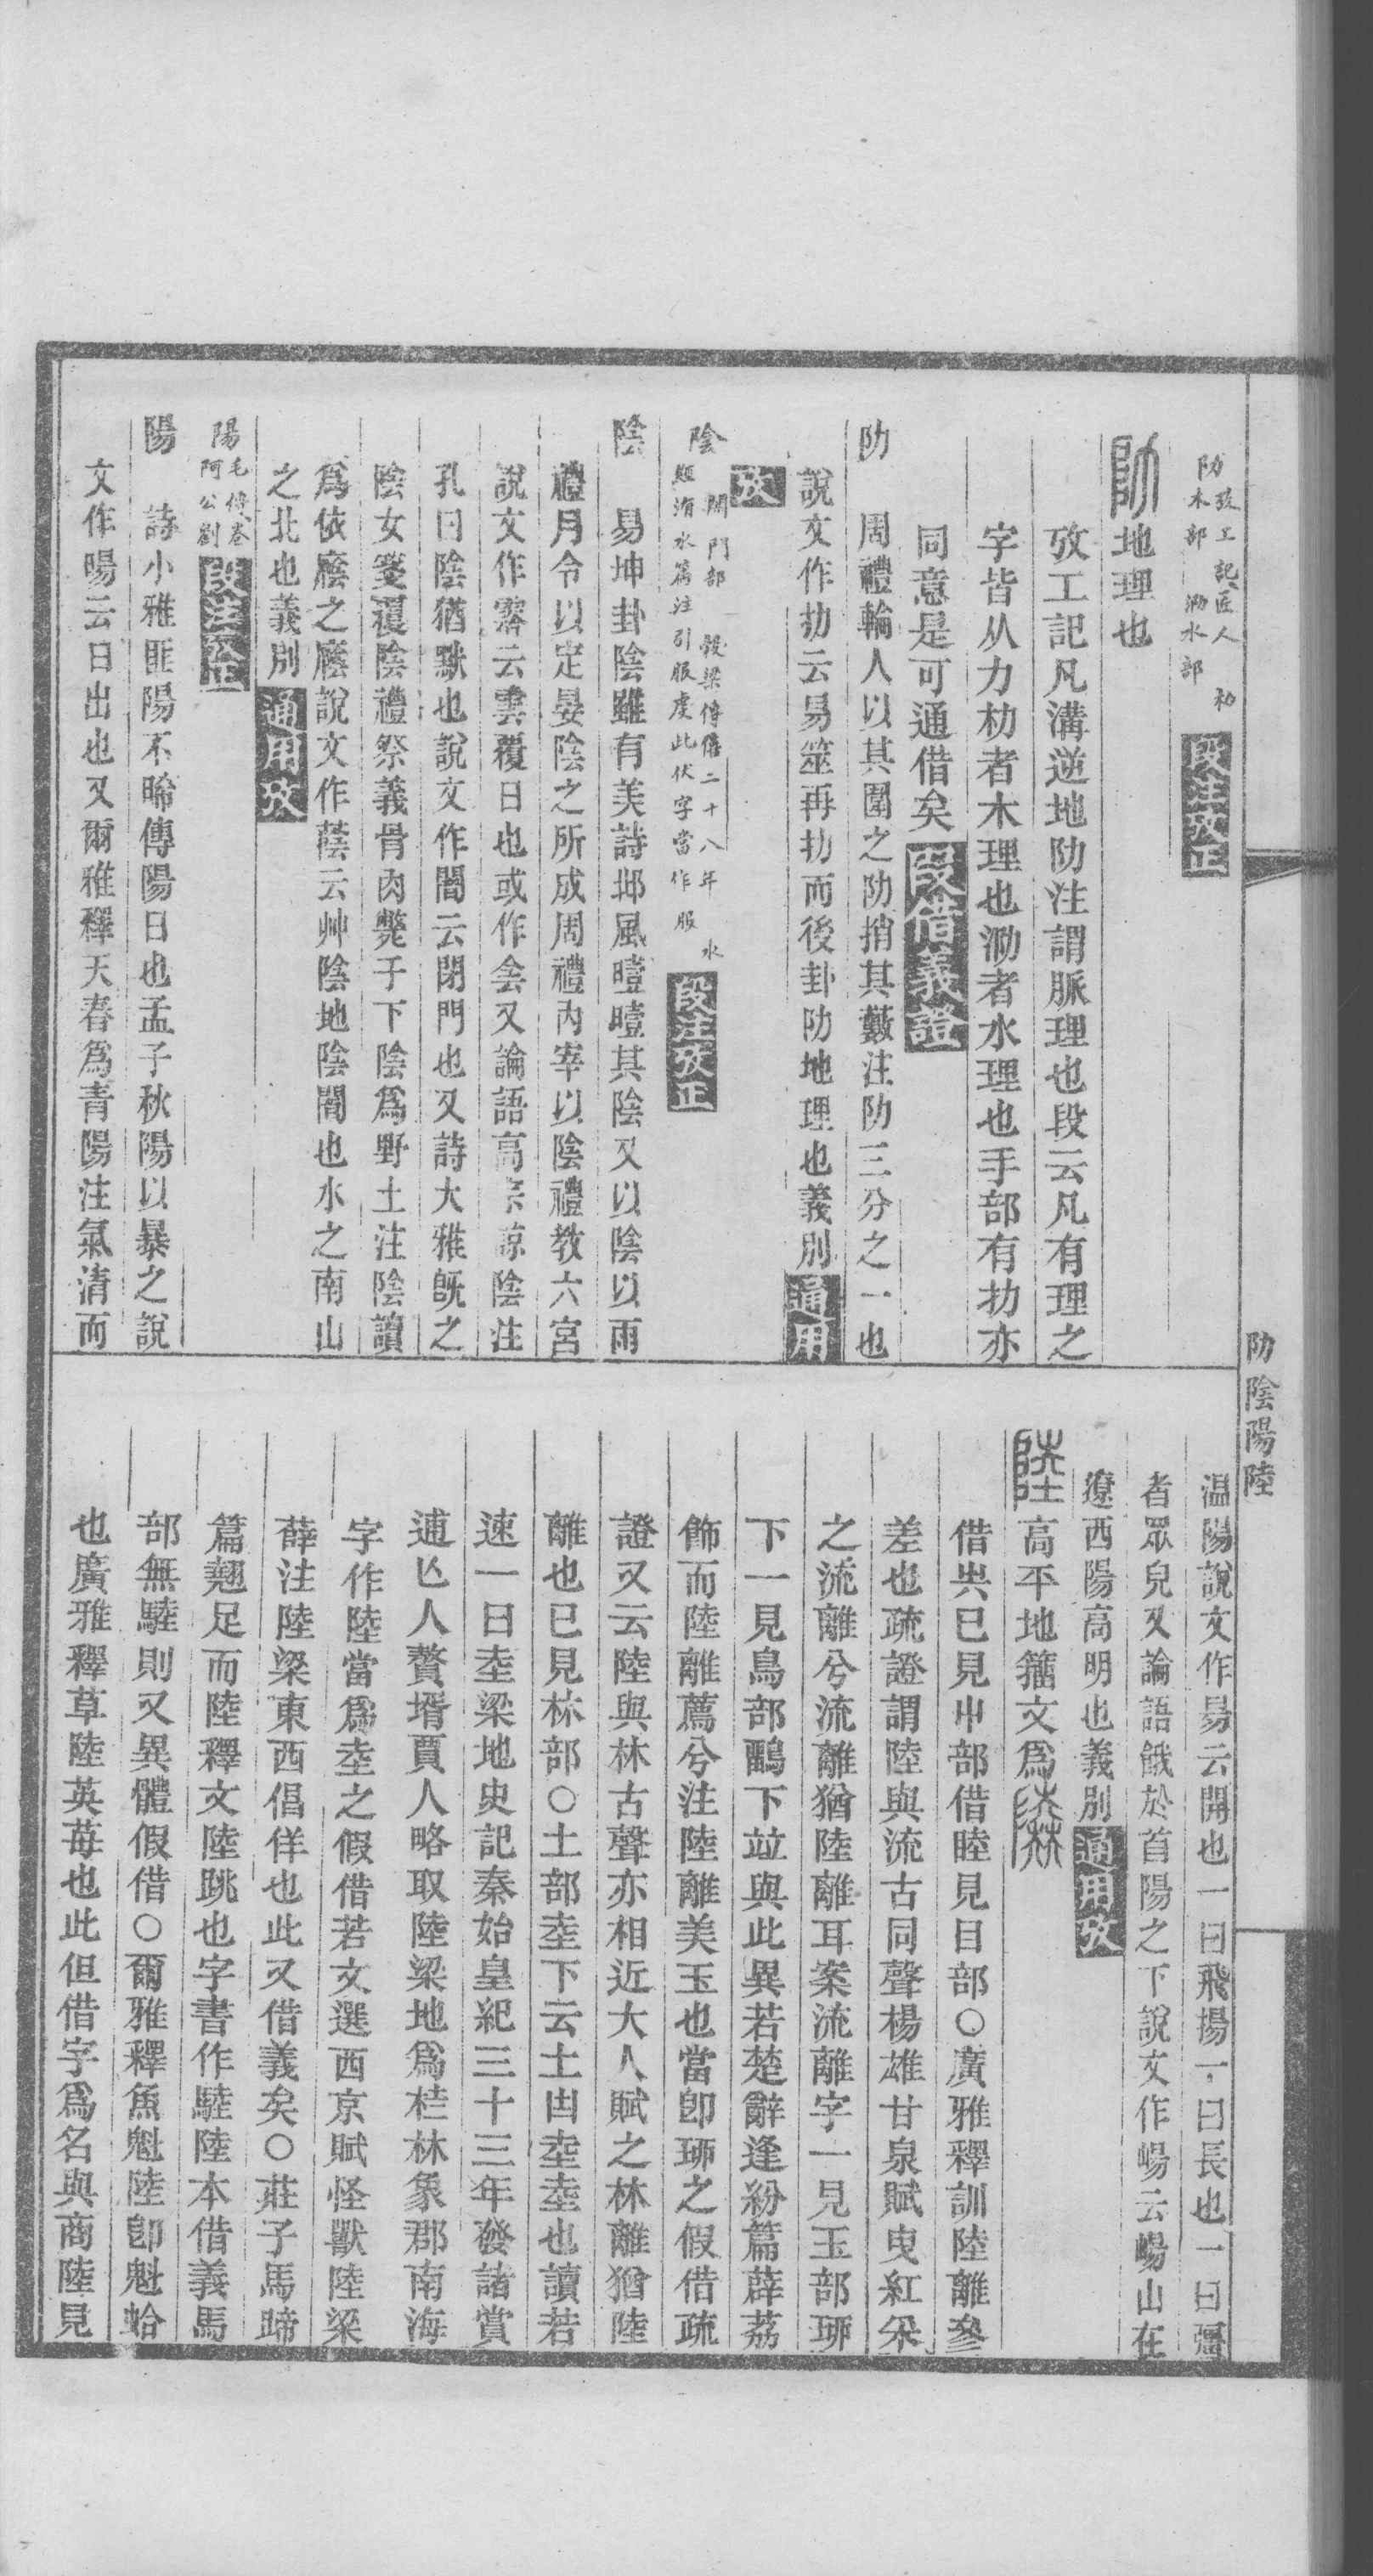 阞 攷工記匠人 朸
木部 泐水部 段注攷正
阞地理也
攷工記凡溝逆地阞注謂脈理也段云凡有理之
字皆从力朸者木理也泐者水理也手部有扐亦
同意是可通借矣 段借義證
阞 周禮輪人以其圍之阞捎其藪注阞三分之一也
說文作扐云易筮再扐而後卦阞地理也義別 通用
攷
陰 闇門部 穀梁傳僖二十八年 水
經洧水篇注引服虔此伏字當作服 段注攷正
陰 易坤卦陰雖有美詩邶風曀曀其陰又以陰以雨
禮月令以定晏陰之所成周禮內宰以陰禮教六宮
說文作霒云雲覆日也或作侌又論語高宗諒陰注
孔曰陰猶默也說文作闇云閉門也又詩大雅旣之
陰女箋覆陰禮祭義骨肉斃于下陰爲野土注陰讀
爲依廕之廕說文作蔭云艸陰地陰闇也水之南山
之北也義別 通用攷
陽 毛傳卷
阿公劉 段注攷正
陽 詩小雅匪陽不晞傳陽日也孟子秋陽以暴之說
文作暘云日出也又爾雅釋天春爲青陽注氣清而
阞陰陽陸
温陽說文作昜云開也一曰飛揚一曰長也一曰彊
者眾皃又論語餓於首陽之下說文作崵云崵山在
遼西陽高明也義別 通用攷
陸高平地籀文爲𨽰
借㒸已見屮部借睦見目部○廣雅釋訓陸離參
差也疏證謂陸與流古同聲楊雄甘泉賦曳紅采
之流離兮流離猶陸離耳案流離字一見玉部珋
下一見鳥部鷅下竝與此異若楚辭逢紛篇薜荔
飾而陸離薦兮注陸離美玉也當卽珋之假借疏
證又云陸與林古聲亦相近大人賦之林離猶陸
離也已見林部○土部坴下云土凷坴坴也讀若
速一曰坴梁地史記秦始皇紀三十三年發諸嘗
逋亾人贅壻賈人略取陸梁地爲桂林象郡南海
字作陸當爲坴之假借若文選西京賦怪獸陸梁
薛注陸梁東西倡佯也此又借義矣○莊子馬蹄
篇翹足而陸釋文陸跳也字書作踛陸本借義馬
部無騄則又異體假借○爾雅釋魚魁陸卽魁蛤
也廣雅釋草陸英莓也此但借字爲名與商陸見